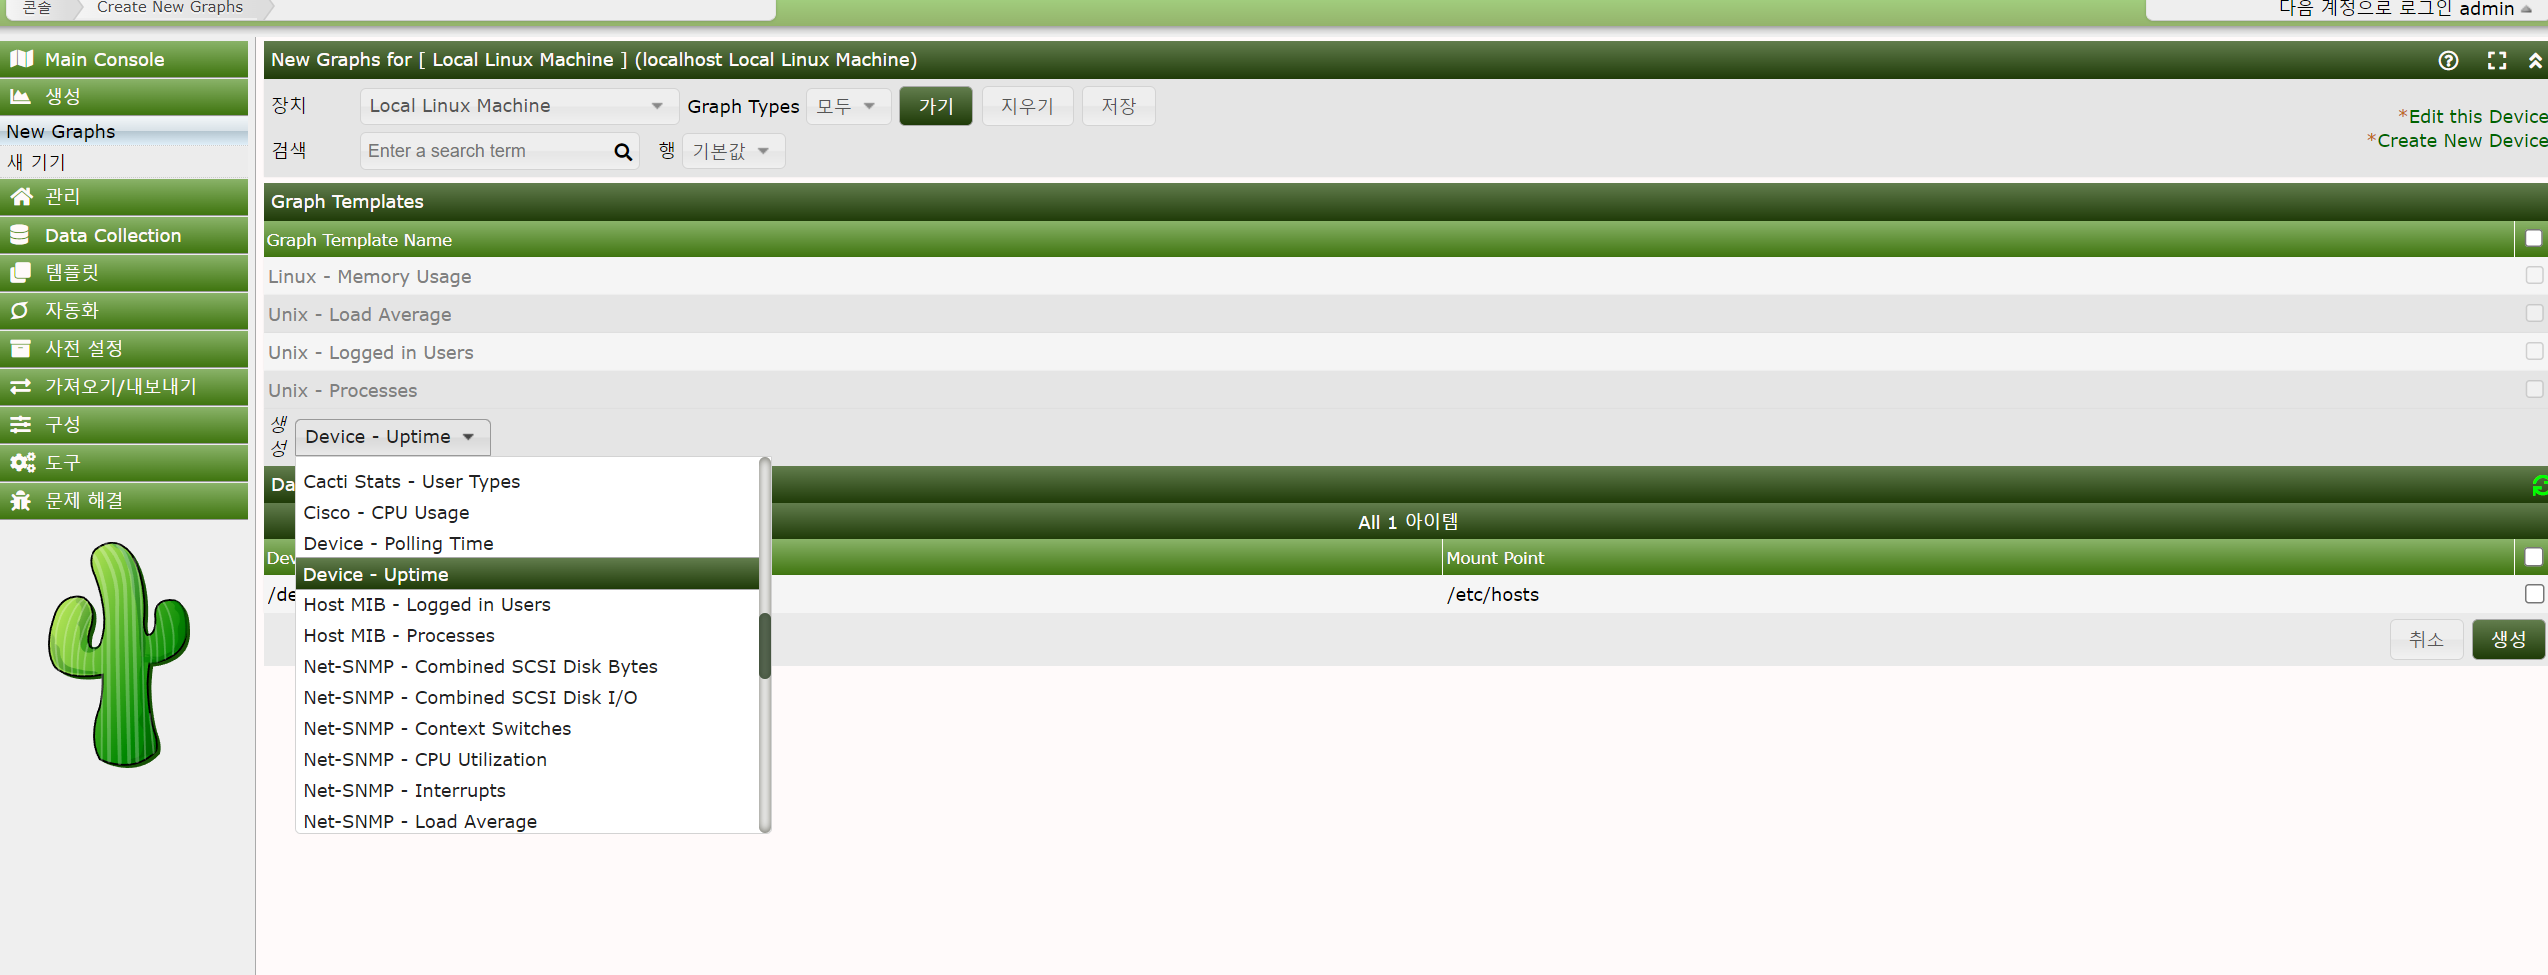 콘솔
Create New Graphs
다음 계정으로 로그인 admin
Main Console
생성
New Graphs
새 기기
관리
Data Collection
템플릿
자동화
사전 설정
가져오기/내보내기
구성
도구
문제 해결
New Graphs for [ Local Linux Machine ] (localhost Local Linux Machine)
장치 Local Linux Machine Graph Types 모두 가기 지우기 저장
*Edit this Device
*Create New Device
검색 Enter a search term 행 기본값
Graph Templates
Graph Template Name
Linux - Memory Usage
Unix - Load Average
Unix - Logged in Users
Unix - Processes
생성 Device - Uptime
Cacti Stats - User Types
Cisco - CPU Usage
Device - Polling Time
Device - Uptime
Host MIB - Logged in Users
Host MIB - Processes
Net-SNMP - Combined SCSI Disk Bytes
Net-SNMP - Combined SCSI Disk I/O
Net-SNMP - Context Switches
Net-SNMP - CPU Utilization
Net-SNMP - Interrupts
Net-SNMP - Load Average
Da
All 1 아이템
Dev Mount Point
/de /etc/hosts
취소 생성